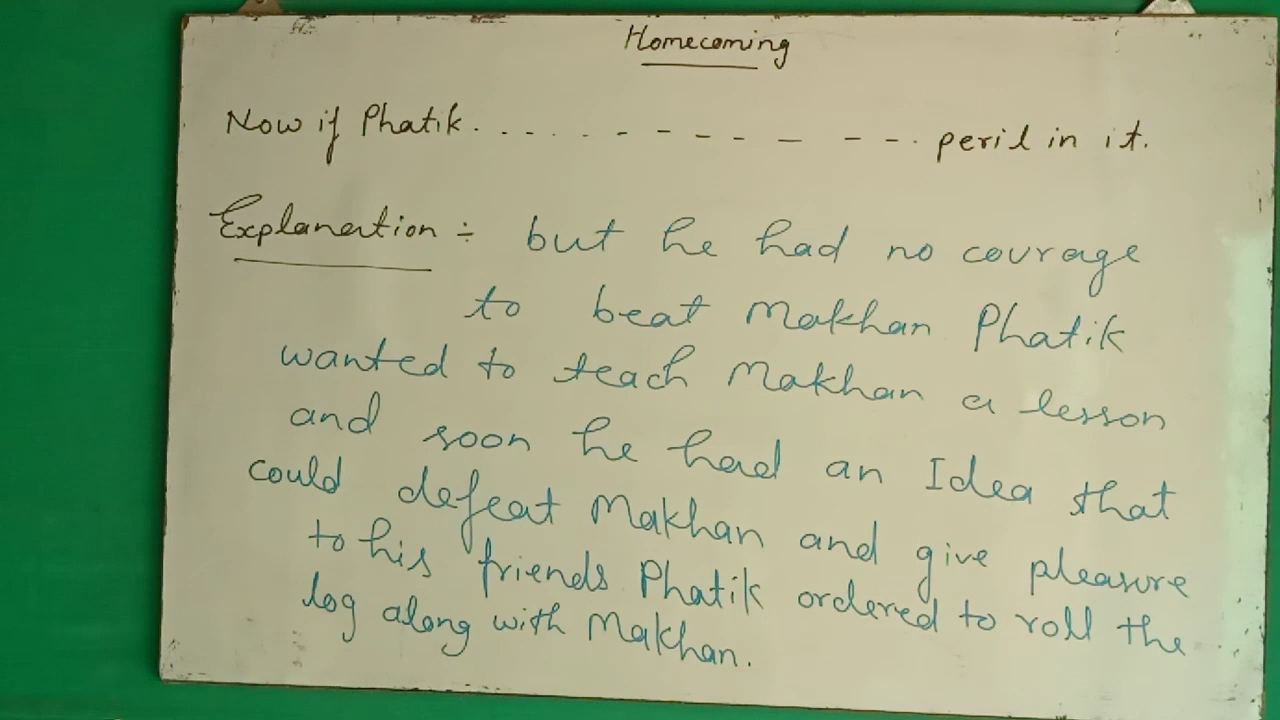 Homecoming
Now if Phatik. . . . . . - - - - - - - - . peril in it.
Explanation ÷ but he had no courage
to beat Makhan Phatik
wanted to teach Makhan a lesson
and soon he had an Idea that
could defeat Makhan and give pleasure
to his friends Phatik ordered to roll the
log along with Makhan.